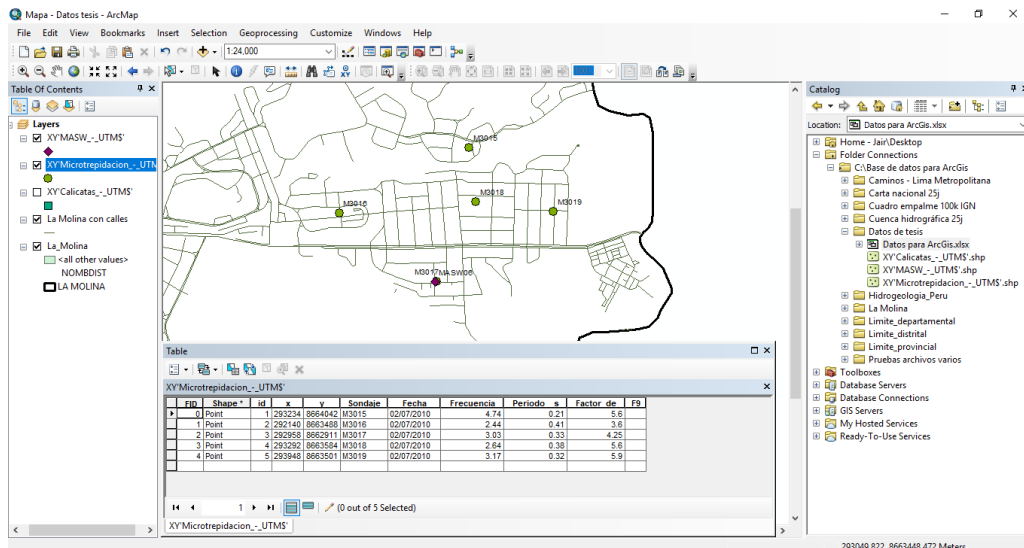 Mapa - Datos tesis - ArcMap
File Edit View Bookmarks Insert Selection Geoprocessing Customize Windows Help
1:24,000
Table Of Contents
Layers
XY'MASW_-_UTM$'
XY'Microtrepidacion_-_UTM
XY'Calicatas_-_UTM$'
La Molina con calles
La_Molina
<all other values>
NOMBDIST
LA MOLINA
M3015
M3018
M3016
M3019
M3017 MASW06
Table
XY'Microtrepidacion_-_UTM$'
FID Shape * id x y Sondaje Fecha Frecuencia Periodo s Factor de F9
0 Point 1 293234 8664042 M3015 02/07/2010 4.74 0.21 5.6
1 Point 2 292140 8663488 M3016 02/07/2010 2.44 0.41 3.6
2 Point 3 292958 8662911 M3017 02/07/2010 3.03 0.33 4.25
3 Point 4 293292 8663584 M3018 02/07/2010 2.64 0.38 5.6
4 Point 5 293948 8663501 M3019 02/07/2010 3.17 0.32 5.9
1
(0 out of 5 Selected)
XY'Microtrepidacion_-_UTM$'
Catalog
Location: Datos para ArcGis.xlsx
Home - Jair\Desktop
Folder Connections
C:\Base de datos para ArcGis
Caminos - Lima Metropolitana
Carta nacional 25j
Cuadro empalme 100k IGN
Cuenca hidrográfica 25j
Datos de tesis
Datos para ArcGis.xlsx
XY'Calicatas_-_UTM$'.shp
XY'MASW_-_UTM$'.shp
XY'Microtrepidacion_-_UTM$'.shp
Hidrogeologia_Peru
La Molina
Limite_departamental
Limite_distrital
Limite_provincial
Pruebas archivos varios
Toolboxes
Database Servers
Database Connections
GIS Servers
My Hosted Services
Ready-To-Use Services
293049.822 8663448.472 Meters